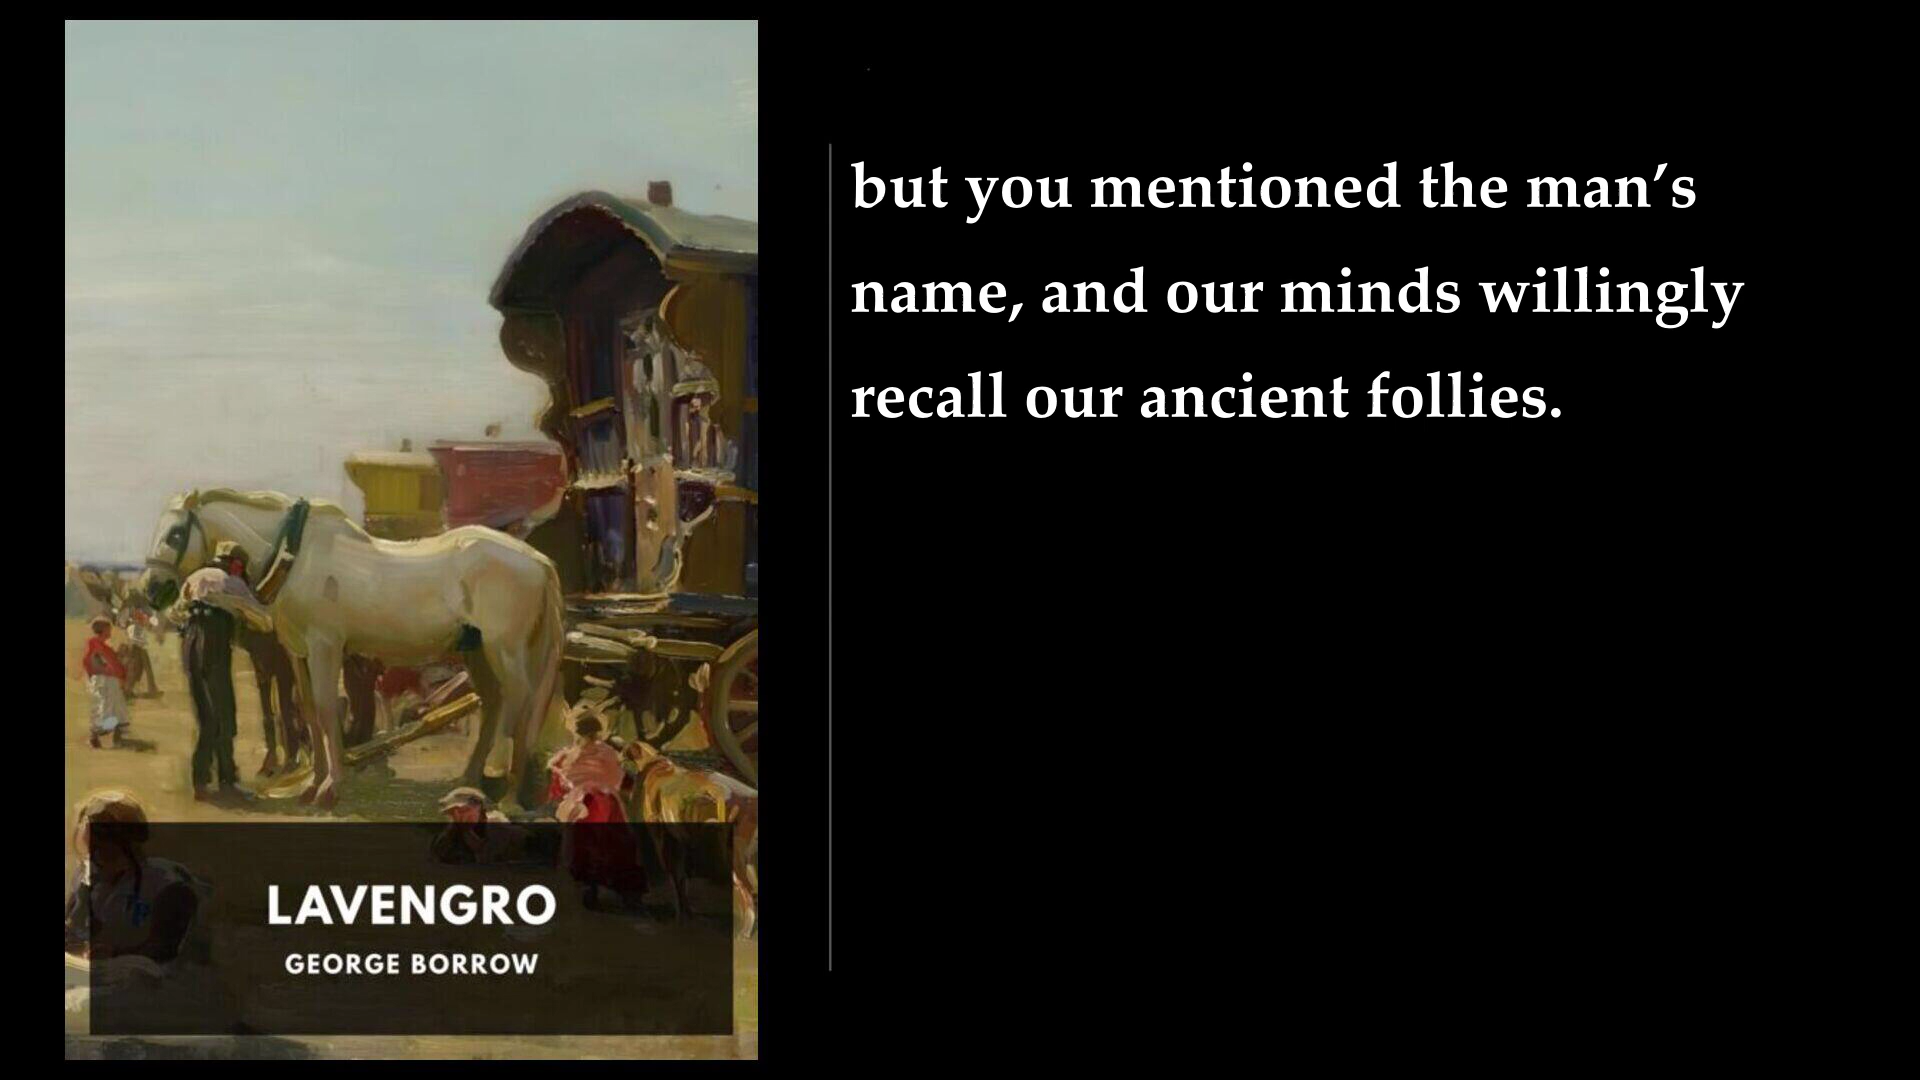 but you mentioned the man’s
name, and our minds willingly
recall our ancient follies.
LAVENGRO
GEORGE BORROW